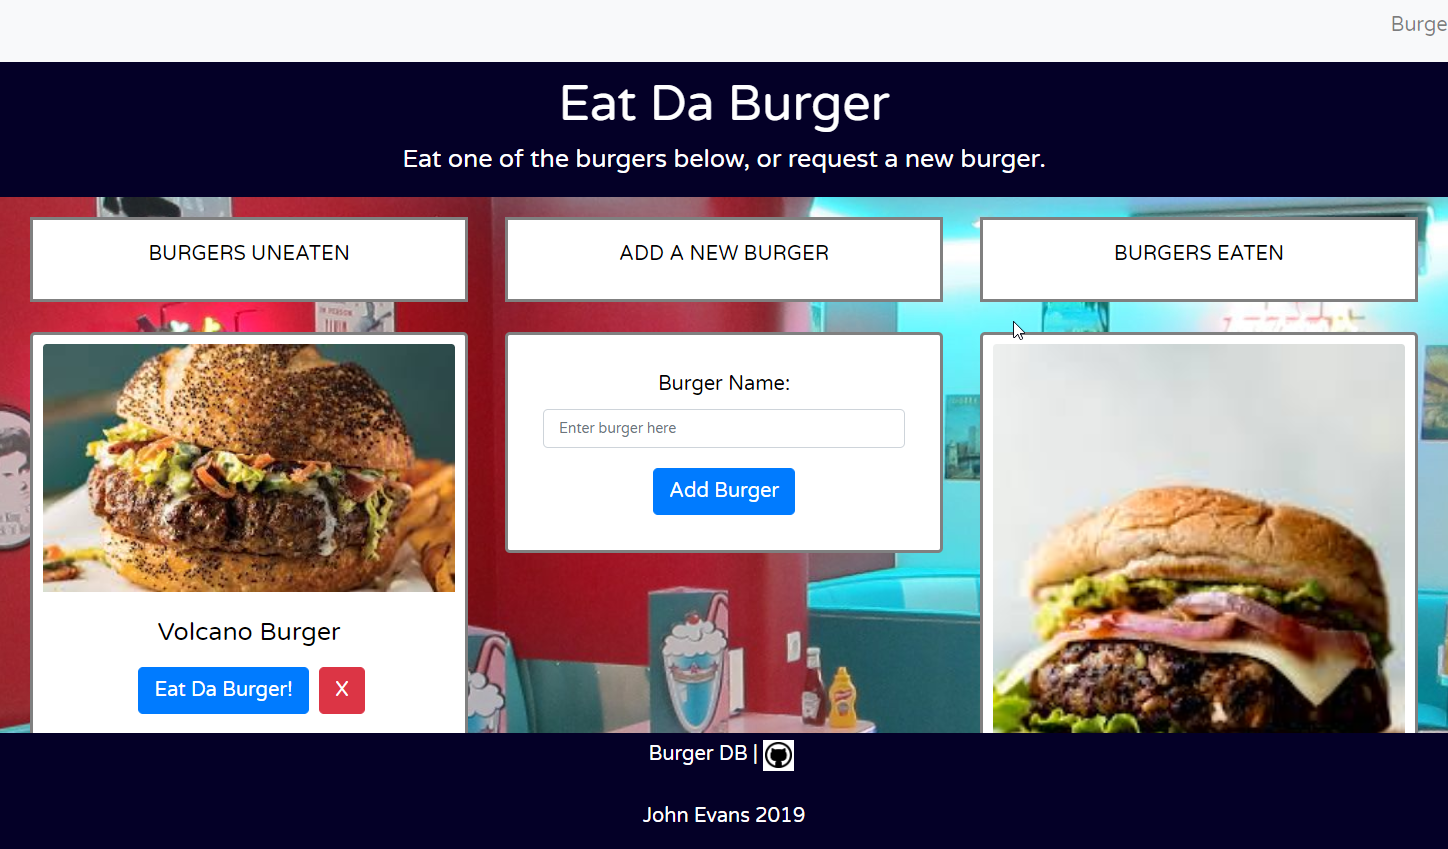 Burge
Eat Da Burger
Eat one of the burgers below, or request a new burger.
BURGERS UNEATEN
ADD A NEW BURGER
BURGERS EATEN
IN PERSON
Burger Name:
Enter burger here
Add Burger
Volcano Burger
Eat Da Burger!
X
Burger DB |
John Evans 2019